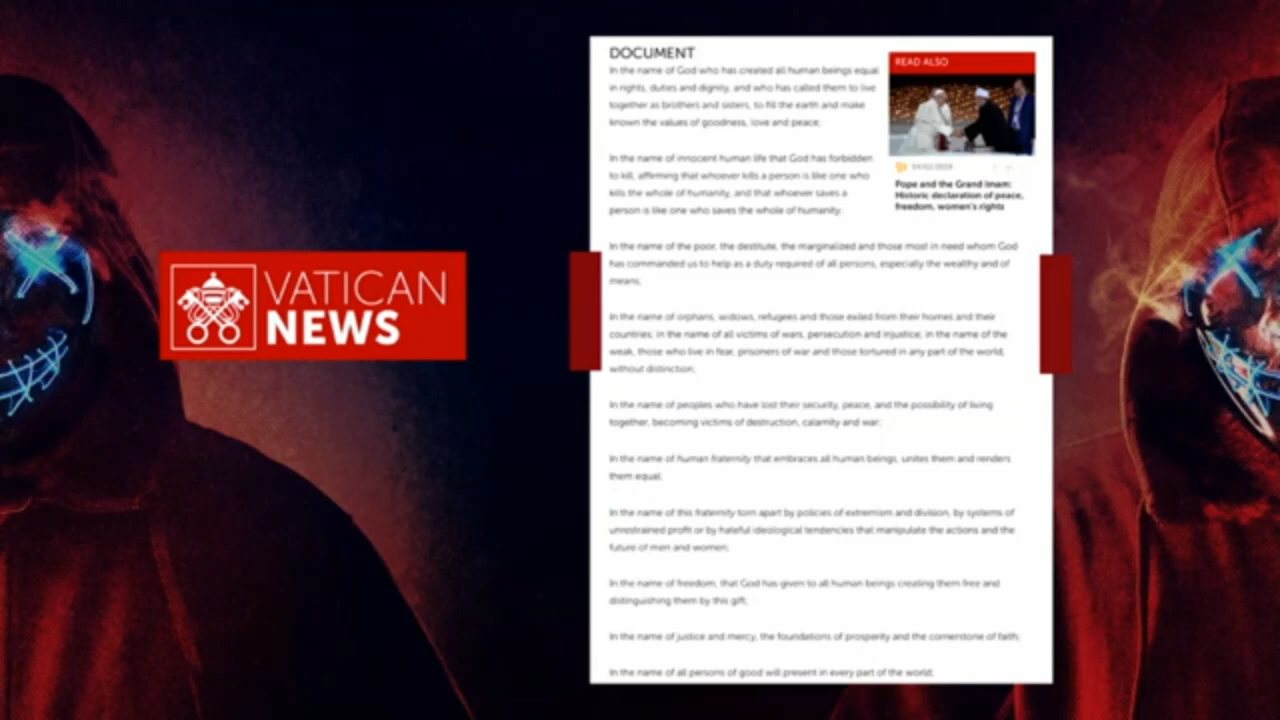 VATICAN
NEWS
DOCUMENT
In the name of God who has created all human beings equal
in rights, duties and dignity, and who has called them to live
together as brothers and sisters, to fill the earth and make
known the values of goodness, love and peace;
In the name of innocent human life that God has forbidden
to kill, affirming that whoever kills a person is like one who
kills the whole of humanity, and that whoever saves a
person is like one who saves the whole of humanity;
In the name of the poor, the destitute, the marginalized and those most in need whom God
has commanded us to help as a duty required of all persons, especially the wealthy and of
means;
In the name of orphans, widows, refugees and those exiled from their homes and their
countries; in the name of all victims of wars, persecution and injustice; in the name of the
weak, those who live in fear, prisoners of war and those tortured in any part of the world,
without distinction;
In the name of peoples who have lost their security, peace, and the possibility of living
together, becoming victims of destruction, calamity and war;
In the name of human fraternity that embraces all human beings, unites them and renders
them equal;
In the name of this fraternity torn apart by policies of extremism and division, by systems of
unrestrained profit or by hateful ideological tendencies that manipulate the actions and the
future of men and women;
In the name of freedom, that God has given to all human beings creating them free and
distinguishing them by this gift;
In the name of justice and mercy, the foundations of prosperity and the cornerstone of faith;
In the name of all persons of good will present in every part of the world;
READ ALSO
Pope and the Grand Imam:
Historic declaration of peace,
freedom, women's rights